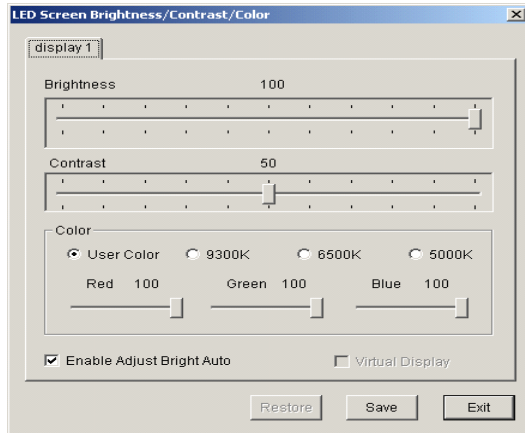 LED Screen Brightness/Contrast/Color
display 1
Brightness 100
Contrast 50
Color
User Color 9300K 6500K 5000K
Red 100 Green 100 Blue 100
Enable Adjust Bright Auto Virtual Display
Restore Save Exit